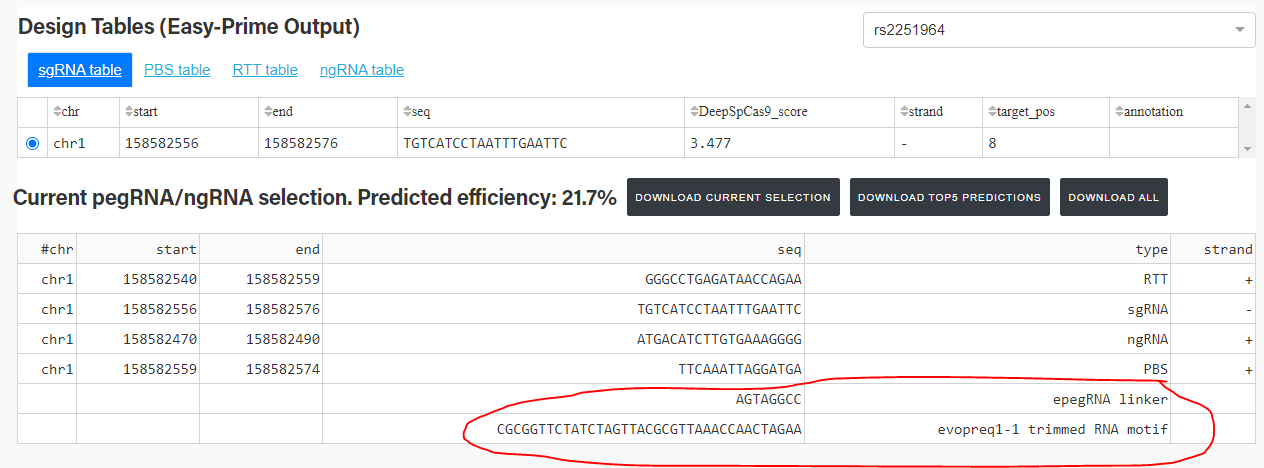 Design Tables (Easy-Prime Output)
rs2251964
sgRNA table PBS table RTT table ngRNA table
chr start end seq DeepSpCas9_score strand target_pos annotation
chr1 158582556 158582576 TGTCATCCTAATTTGAATTC 3.477 - 8
Current pegRNA/ngRNA selection. Predicted efficiency: 21.7% DOWNLOAD CURRENT SELECTION DOWNLOAD TOP5 PREDICTIONS DOWNLOAD ALL
#chr start end seq type strand
chr1 158582540 158582559 GGGCCTGAGATAACCAGAA RTT +
chr1 158582556 158582576 TGTCATCCTAATTTGAATTC sgRNA -
chr1 158582470 158582490 ATGACATCTTGTGAAAGGGG ngRNA +
chr1 158582559 158582574 TTCAAATTAGGATGA PBS +
AGTAGGCC epegRNA linker
CGCGGTTCTATCTAGTTACGCGTTAAACCAACTAGAA evopreq1-1 trimmed RNA motif